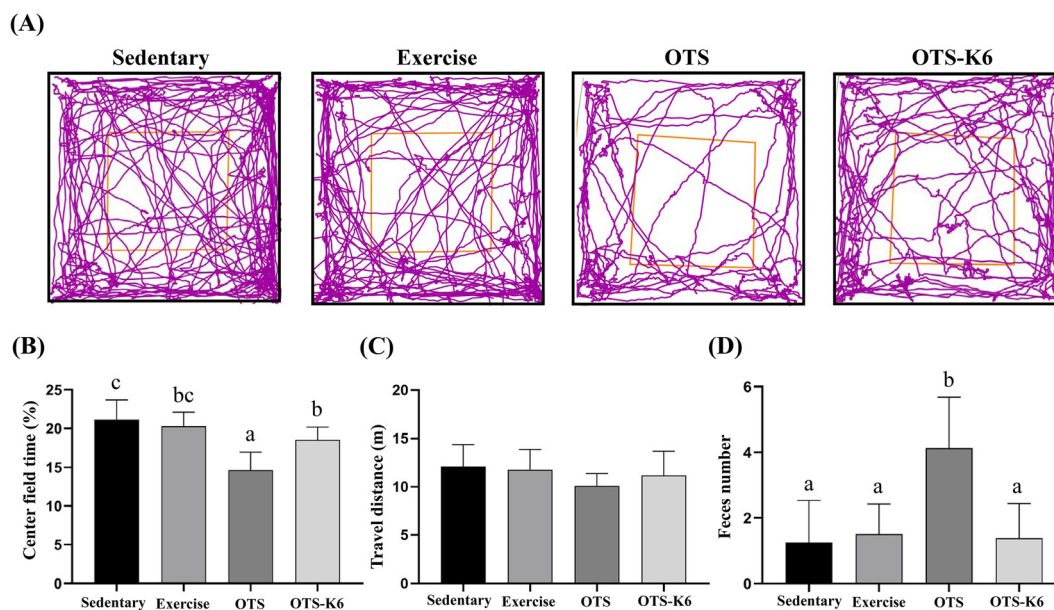 (A)
Sedentary Exercise OTS OTS-K6
(B) (C) (D)
Center field time (%)
25
20
15
10
5
0
c bc a b
Sedentary Exercise OTS OTS-K6
Travel distance (m)
20
15
10
5
0
Sedentary Exercise OTS OTS-K6
Feces number
6
4
2
0
a a b a
Sedentary Exercise OTS OTS-K6